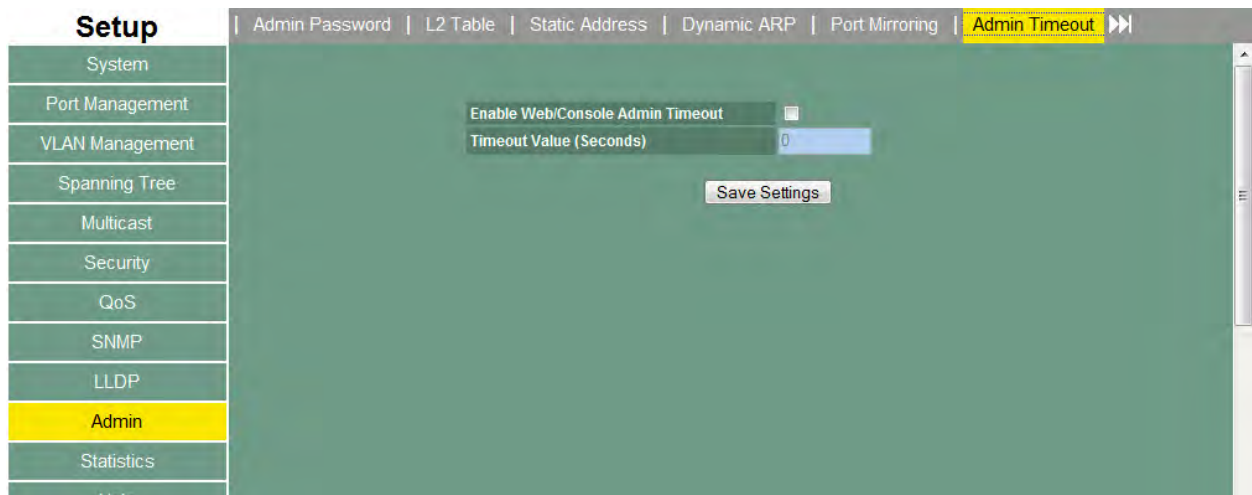 Setup
| Admin Password | L2 Table | Static Address | Dynamic ARP | Port Mirroring | Admin Timeout
System
Port Management
VLAN Management
Spanning Tree
Multicast
Security
QoS
SNMP
LLDP
Admin
Statistics
Enable Web/Console Admin Timeout
Timeout Value (Seconds) 0
Save Settings